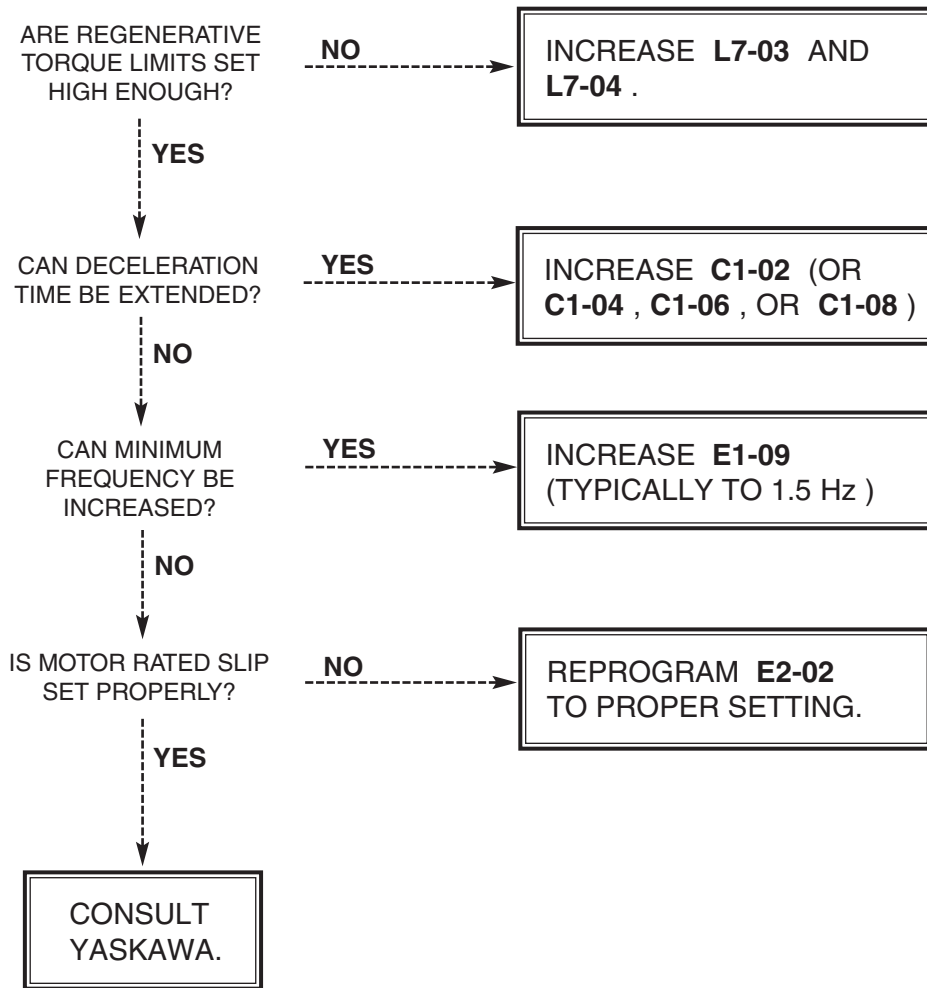 ARE REGENERATIVE
TORQUE LIMITS SET
HIGH ENOUGH?
NO
INCREASE L7-03 AND
L7-04 .
YES
CAN DECELERATION
TIME BE EXTENDED?
YES
INCREASE C1-02 (OR
C1-04 , C1-06 , OR C1-08 )
NO
CAN MINIMUM
FREQUENCY BE
INCREASED?
YES
INCREASE E1-09
(TYPICALLY TO 1.5 Hz )
NO
IS MOTOR RATED SLIP
SET PROPERLY?
NO
REPROGRAM E2-02
TO PROPER SETTING.
YES
CONSULT
YASKAWA.